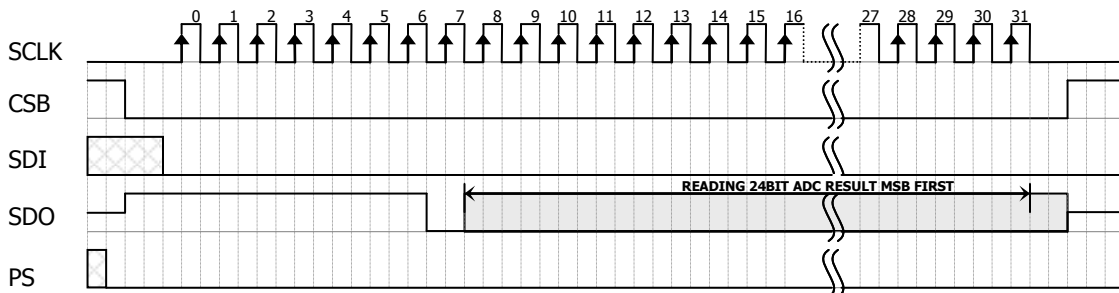 0 1 2 3 4 5 6 7 8 9 10 11 12 13 14 15 16 27 28 29 30 31
SCLK
CSB
SDI
READING 24BIT ADC RESULT MSB FIRST
SDO
PS